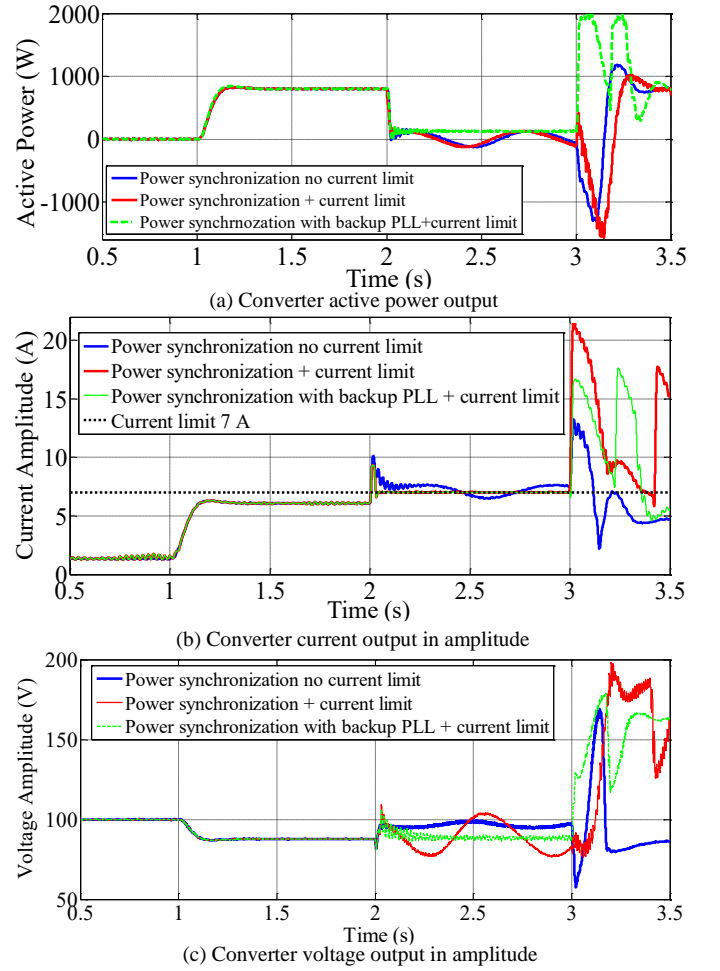 2000
1000
0
-1000
Active Power (W)
Power synchronization no current limit
Power synchronization + current limit
Power synchrnozation with backup PLL+current limit
0.5 1 1.5 2 2.5 3 3.5
Time (s)
(a) Converter active power output
20
15
10
5
0
Current Amplitude (A)
Power synchronization no current limit
Power synchronization + current limit
Power synchronization with backup PLL + current limit
Current limit 7 A
0.5 1 1.5 2 2.5 3 3.5
Time (s)
(b) Converter current output in amplitude
200
150
100
50
Voltage Amplitude (V)
Power synchronization no current limit
Power synchronization + current limit
Power synchronization with backup PLL + current limit
0.5 1 1.5 2 2.5 3 3.5
Time (s)
(c) Converter voltage output in amplitude